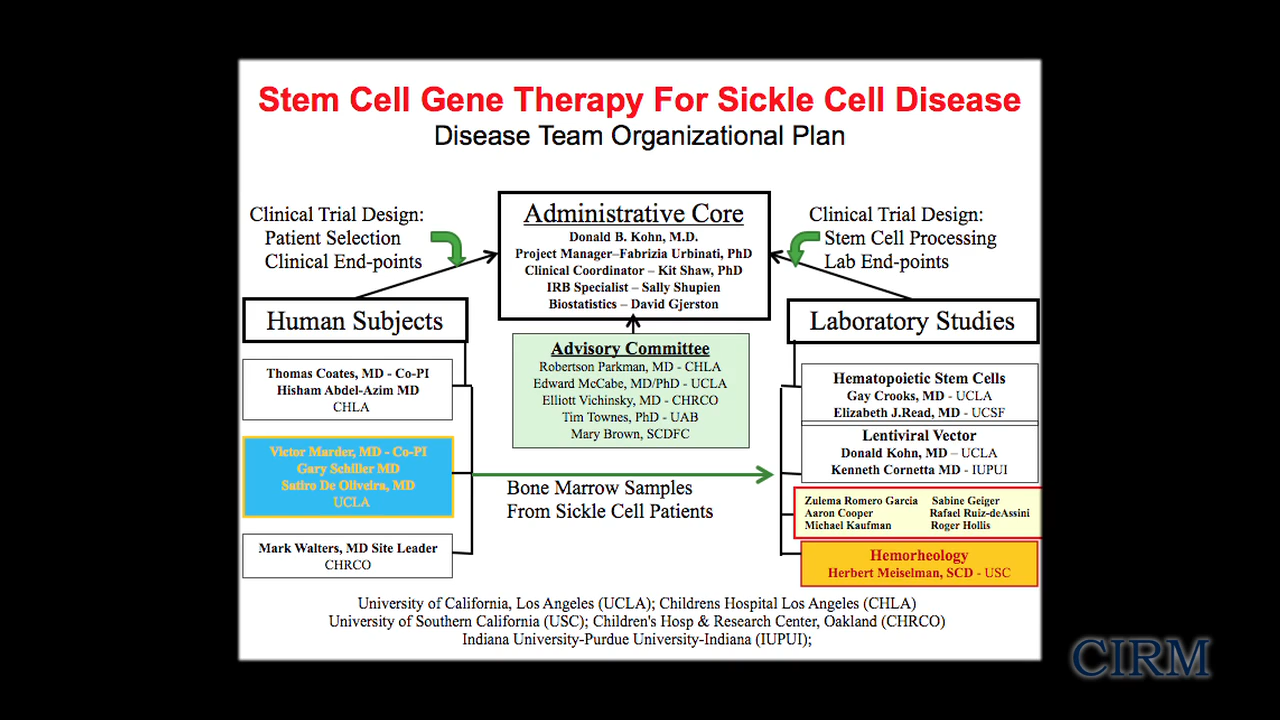 Stem Cell Gene Therapy For Sickle Cell Disease
Disease Team Organizational Plan
Clinical Trial Design:
Patient Selection
Clinical End-points
Administrative Core
Donald B. Kohn, M.D.
Project Manager–Fabrizia Urbinati, PhD
Clinical Coordinator – Kit Shaw, PhD
IRB Specialist – Sally Shupien
Biostatistics – David Gjerston
Clinical Trial Design:
Stem Cell Processing
Lab End-points
Human Subjects
Thomas Coates, MD - Co-PI
Hisham Abdel-Azim MD
CHLA
Victor Marder, MD - Co-PI
Gary Schiller MD
Satiro De Oliveira, MD
UCLA
Mark Walters, MD Site Leader
CHRCO
Advisory Committee
Robertson Parkman, MD - CHLA
Edward McCabe, MD/PhD - UCLA
Elliott Vichinsky, MD - CHRCO
Tim Townes, PhD - UAB
Mary Brown, SCDFC
Bone Marrow Samples
From Sickle Cell Patients
Laboratory Studies
Hematopoietic Stem Cells
Gay Crooks, MD - UCLA
Elizabeth J.Read, MD - UCSF
Lentiviral Vector
Donald Kohn, MD – UCLA
Kenneth Cornetta MD - IUPUI
Zulema Romero Garcia Sabine Geiger
Aaron Cooper Rafael Ruiz-deAssini
Michael Kaufman Roger Hollis
Hemorheology
Herbert Meiselman, SCD - USC
University of California, Los Angeles (UCLA); Childrens Hospital Los Angeles (CHLA)
University of Southern California (USC); Children's Hosp & Research Center, Oakland (CHRCO)
Indiana University-Purdue University-Indiana (IUPUI);
CIRM